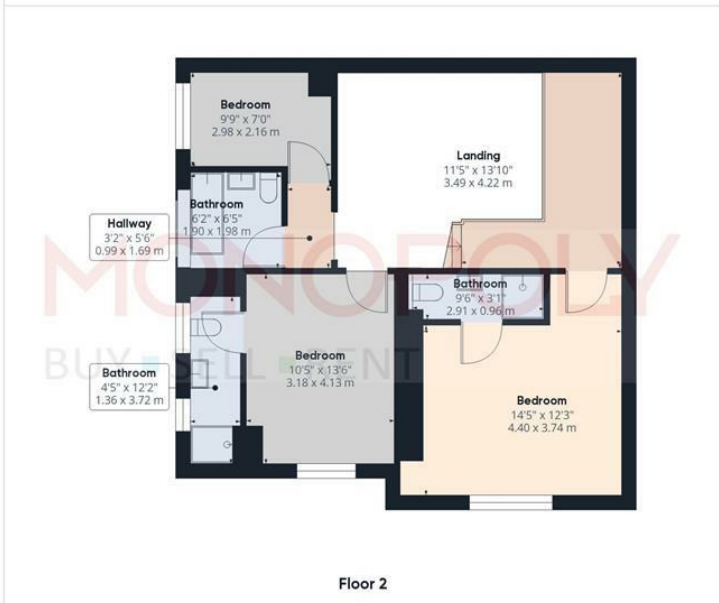 Bedroom
9'9" x 7'0"
2.98 x 2.16 m
Landing
11'5" x 13'10"
3.49 x 4.22 m
Bathroom
6'2" x 6'5"
1.90 x 1.98 m
Hallway
3'2" x 5'6"
0.99 x 1.69 m
MONOPOLY
BUY SELL RENT
Bathroom
9'6" x 3'1"
2.91 x 0.96 m
Bedroom
10'5" x 13'6"
3.18 x 4.13 m
Bathroom
4'5" x 12'2"
1.36 x 3.72 m
Bedroom
14'5" x 12'3"
4.40 x 3.74 m
Floor 2